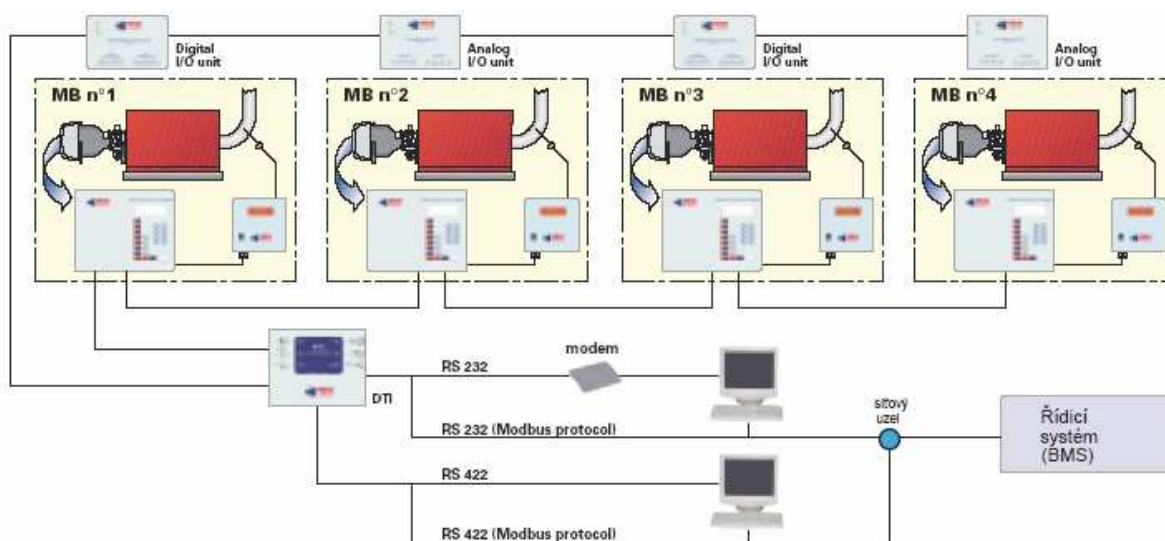 Digital
I/O unit
Analog
I/O unit
Digital
I/O unit
Analog
I/O unit
MB n°1
MB n°2
MB n°3
MB n°4
DTI
RS 232
modem
RS 232 (Modbus protocol)
síťový
uzel
Řídicí
systém
(BMS)
RS 422
RS 422 (Modbus protocol)